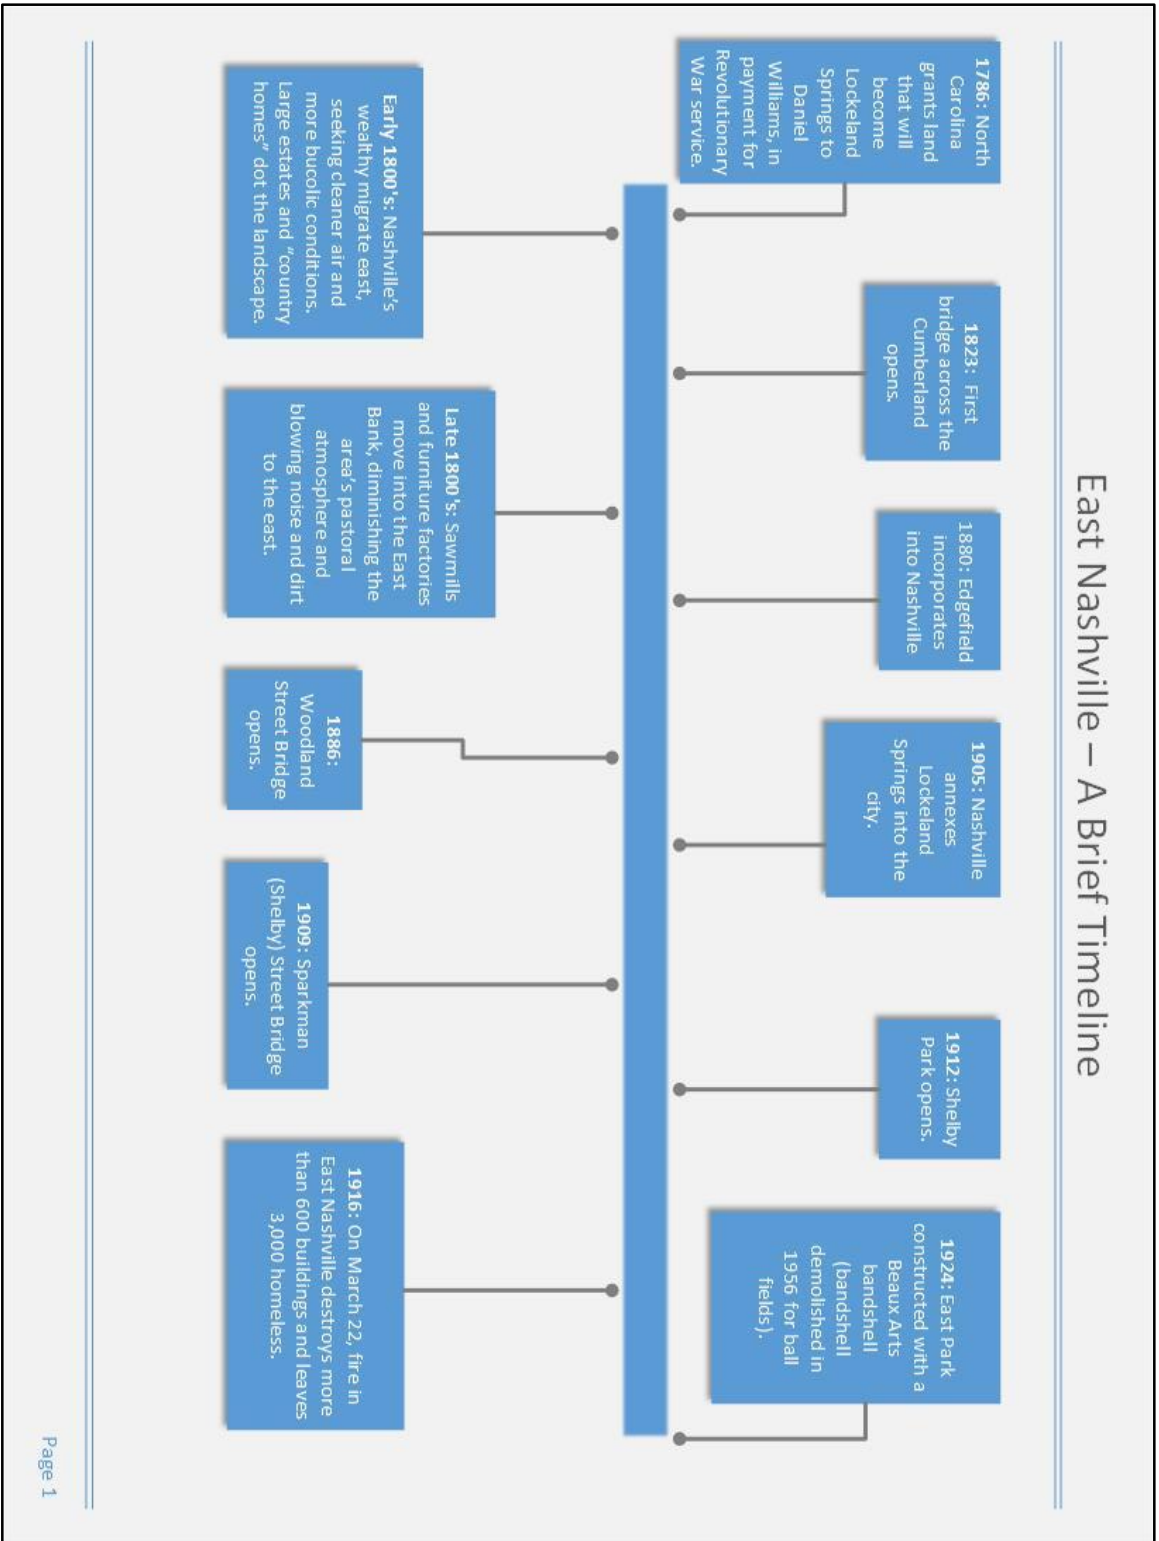 East Nashville – A Brief Timeline
1786: North
Carolina
grants land
that will
become
Lockeland
Springs to
Daniel
Williams, in
payment for
Revolutionary
War service.
1823: First
bridge across the
Cumberland
opens.
1880: Edgefield
incorporates
into Nashville
1905: Nashville
annexes
Lockeland
Springs into the
city.
1912: Shelby
Park opens.
1924: East Park
constructed with a
Beaux Arts
bandshell
(bandshell
demolished in
1956 for ball
fields).
Early 1800's: Nashville's
wealthy migrate east,
seeking cleaner air and
more bucolic conditions.
Large estates and "country
homes" dot the landscape.
Late 1800's: Sawmills
and furniture factories
move into the East
Bank, diminishing the
area's pastoral
atmosphere and
blowing noise and dirt
to the east.
1886:
Woodland
Street Bridge
opens.
1909: Sparkman
(Shelby) Street Bridge
opens.
1916: On March 22, fire in
East Nashville destroys more
than 600 buildings and leaves
3,000 homeless.
Page 1